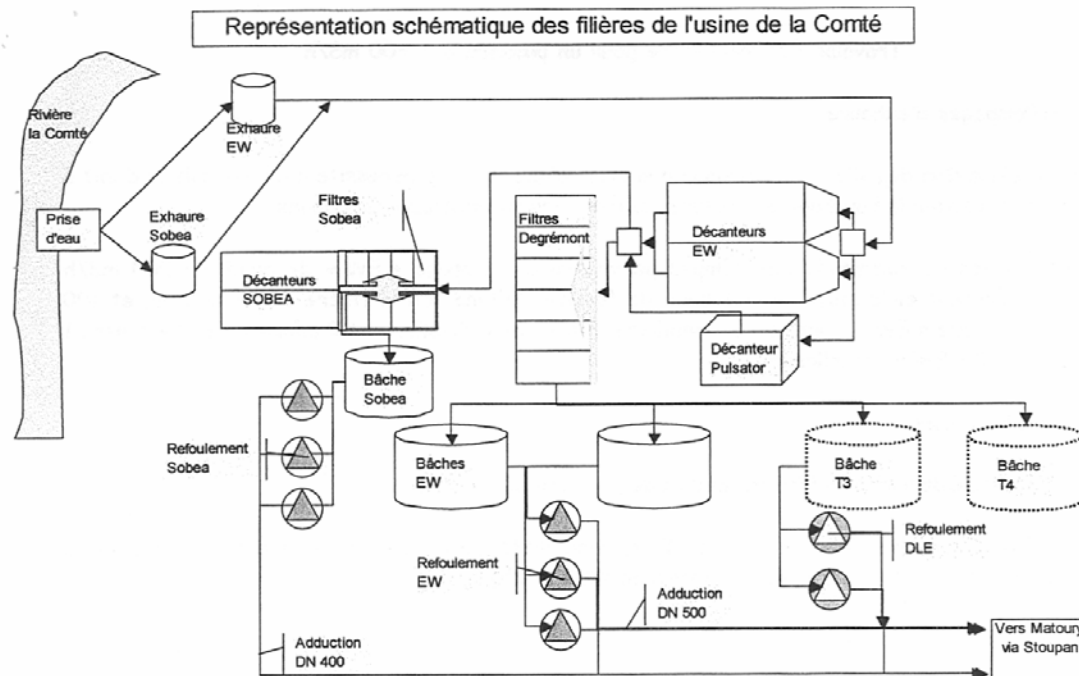 Représentation schématique des filières de l'usine de la Comté
Rivière
la Comté
Exhaure
EW
Prise
d'eau
Exhaure
Sobea
Filtres
Sobea
Filtres
Degrémont
Décanteurs
EW
Décanteurs
SOBEA
Décanteur
Pulsator
Bâche
Sobea
Refoulement
Sobea
Bâches
EW
Bâche
T3
Bâche
T4
Refoulement
DLE
Refoulement
EW
Adduction
DN 500
Adduction
DN 400
Vers Matoury
via Stoupan